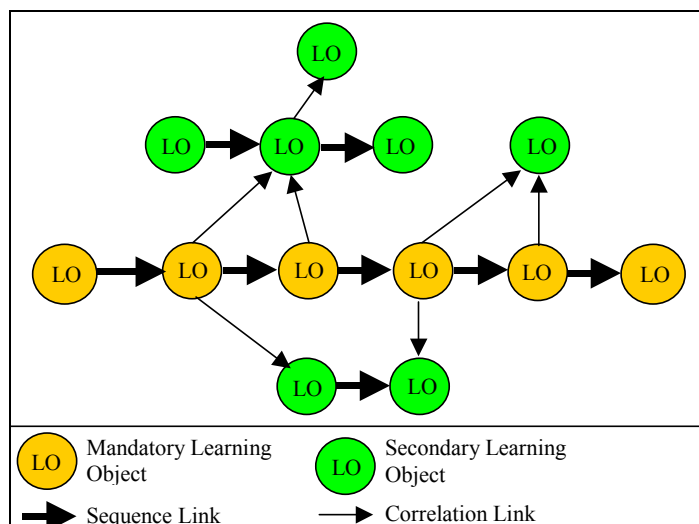 LO
LO LO LO LO
LO LO LO LO LO LO
LO LO
LO Mandatory Learning Object
LO Secondary Learning Object
Sequence Link
Correlation Link